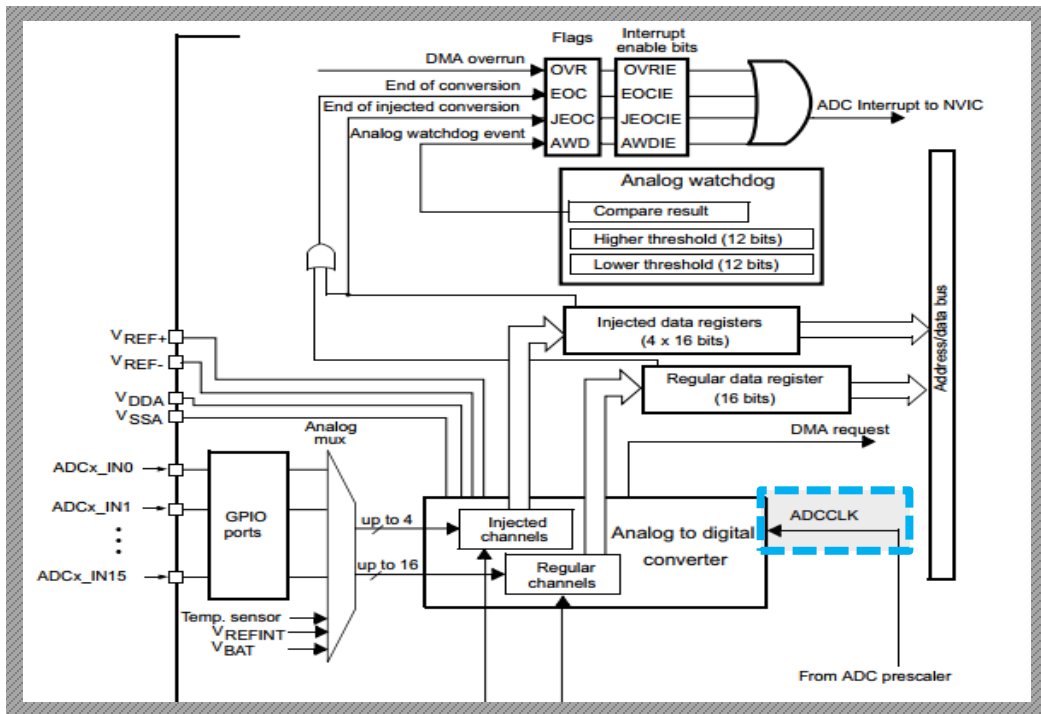 Flags
Interrupt
enable bits
DMA overrun
OVR
OVRIE
End of conversion
EOC
EOCIE
End of injected conversion
JEOC
JEOCIE
ADC Interrupt to NVIC
Analog watchdog event
AWD
AWDIE
Analog watchdog
Compare result
Higher threshold (12 bits)
Lower threshold (12 bits)
Address/data bus
Injected data registers
(4 x 16 bits)
Regular data register
(16 bits)
VREF+
VREF-
VDDA
VSSA
Analog
mux
DMA request
ADCx_IN0
ADCx_IN1
ADCx_IN15
GPIO
ports
up to 4
up to 16
Injected
channels
Regular
channels
Analog to digital
converter
ADCCLK
Temp. sensor
VREFINT
VBAT
From ADC prescaler